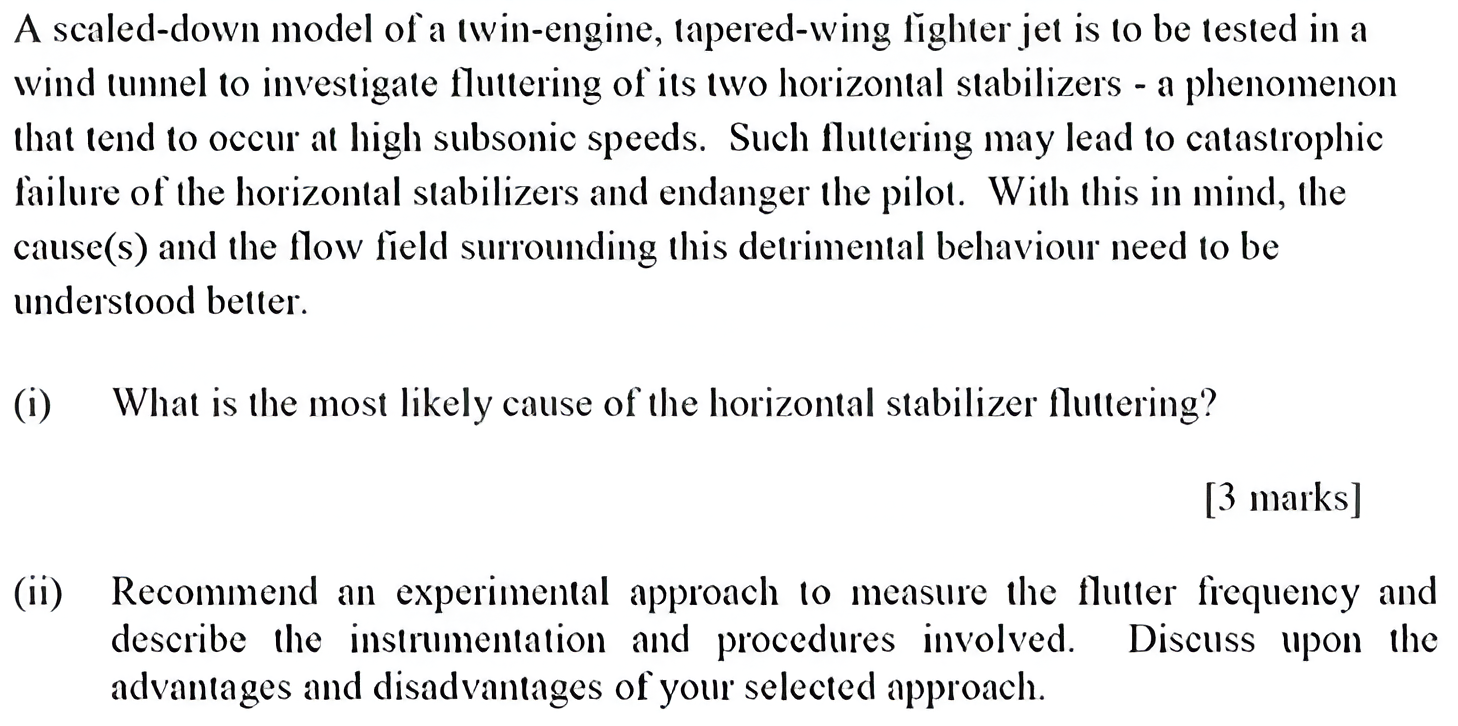 A scaled-down model of a twin-engine, tapered-wing fighter jet is to be tested in a
wind tunnel to investigate fluttering of its two horizontal stabilizers - a phenomenon
that tend to occur at high subsonic speeds. Such fluttering may lead to catastrophic
failure of the horizontal stabilizers and endanger the pilot. With this in mind, the
cause(s) and the flow field surrounding this detrimental behaviour need to be
understood better.
(i) What is the most likely cause of the horizontal stabilizer fluttering?
[3 marks]
(ii) Recommend an experimental approach to measure the flutter frequency and
describe the instrumentation and procedures involved. Discuss upon the
advantages and disadvantages of your selected approach.